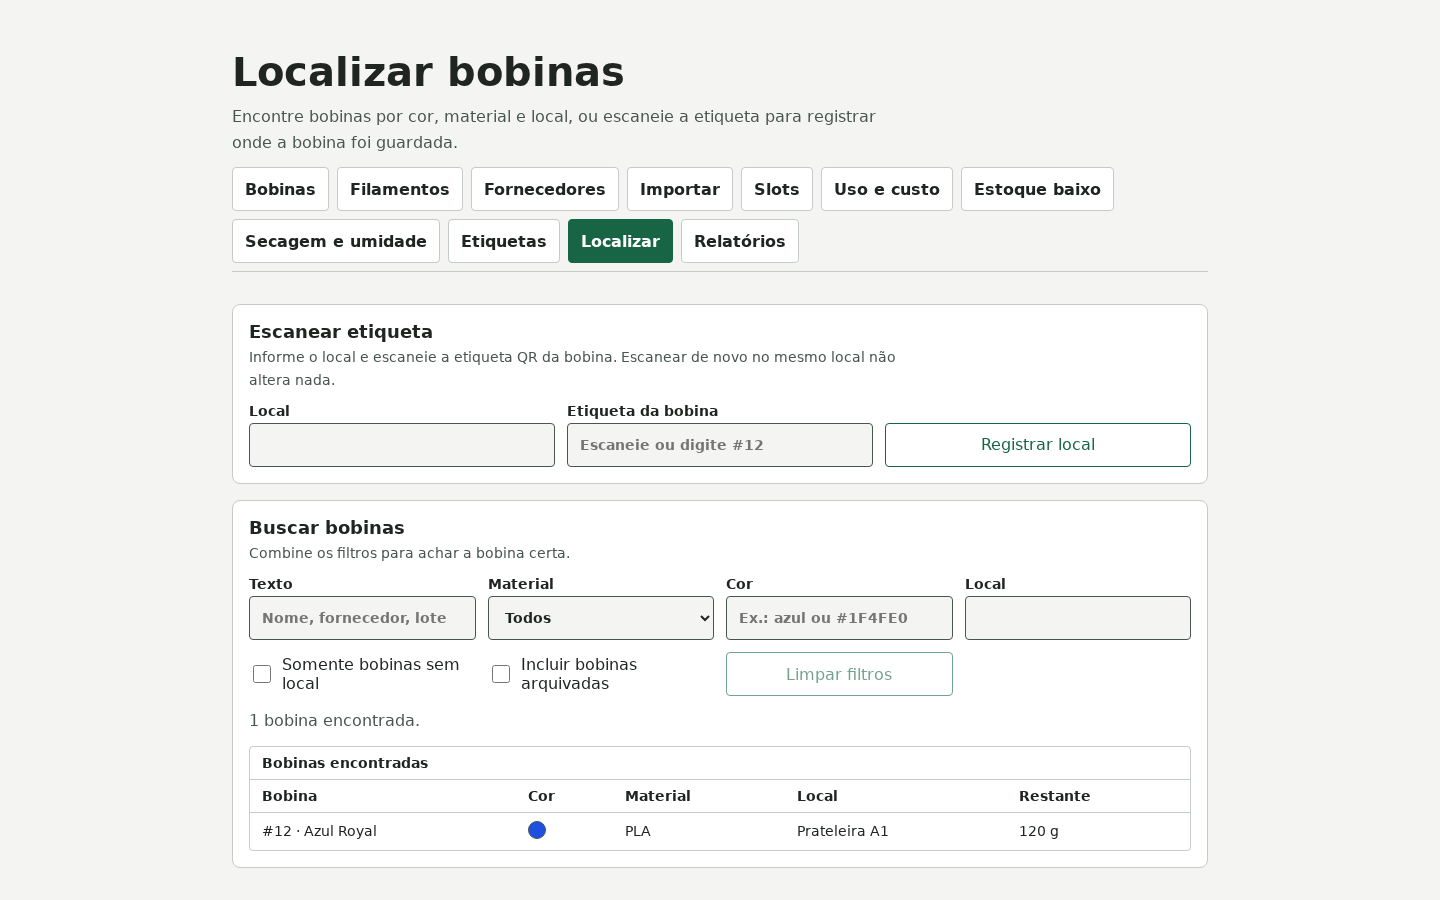 Localizar bobinas
Encontre bobinas por cor, material e local, ou escaneie a etiqueta para registrar
onde a bobina foi guardada.
Bobinas Filamentos Fornecedores Importar Slots Uso e custo Estoque baixo
Secagem e umidade Etiquetas Localizar Relatórios
Escanear etiqueta
Informe o local e escaneie a etiqueta QR da bobina. Escanear de novo no mesmo local não
altera nada.
Local Etiqueta da bobina
Escaneie ou digite #12 Registrar local
Buscar bobinas
Combine os filtros para achar a bobina certa.
Texto Material Cor Local
Nome, fornecedor, lote Todos Ex.: azul ou #1F4FE0
Somente bobinas sem
local
Incluir bobinas
arquivadas
Limpar filtros
1 bobina encontrada.
Bobinas encontradas
Bobina Cor Material Local Restante
#12 · Azul Royal PLA Prateleira A1 120 g